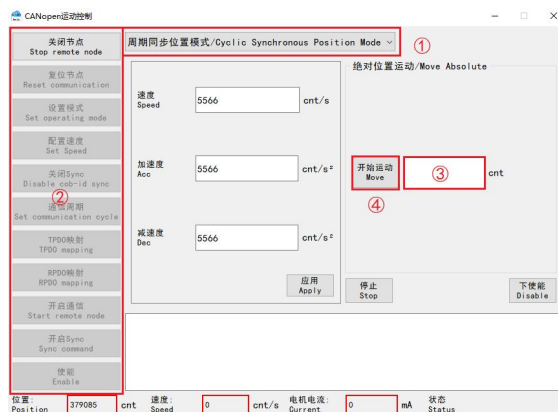 CANopen运动控制
关闭节点
Stop remote node
复位节点
Reset communication
设置模式
Set operating mode
配置速度
Set Speed
关闭Sync
Disable cob-id sync
②
通信周期
Set communication cycle
TPDO映射
TPDO mapping
RPDO映射
RPDO mapping
开启通信
Start remote node
开启Sync
Sync command
使能
Enable
周期同步位置模式/Cyclic Synchronous Position Mode
①
速度
Speed
5566
cnt/s
加速度
Acc
5566
cnt/s²
减速度
Dec
5566
cnt/s²
应用
Apply
绝对位置运动/Move Absolute
开始运动
Move
③
cnt
④
停止
Stop
下使能
Disable
位置:
Position
379085
cnt
速度:
Speed
0
cnt/s
电机电流:
Current
0
mA
状态
Status